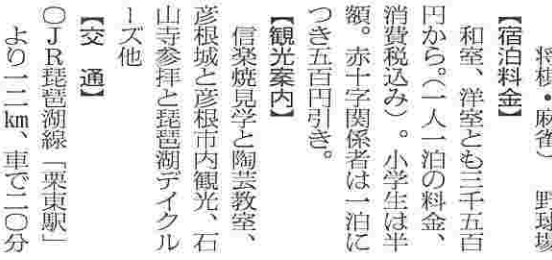 将棋・麻雀) 野球場
【宿泊料金】
和室、洋室とも三千五百
円から。(一人一泊の料金、
消費税込み)。小学生は半
額。赤十字関係者は一泊に
つき五百円引き。
【観光案内】
信楽焼見学と陶芸教室、
彦根城と彦根市内観光、石
山寺参拝と琵琶湖デイクル
ーズ他
【交 通】
○JR琵琶湖線「栗東駅」
より一二km、車で二〇分